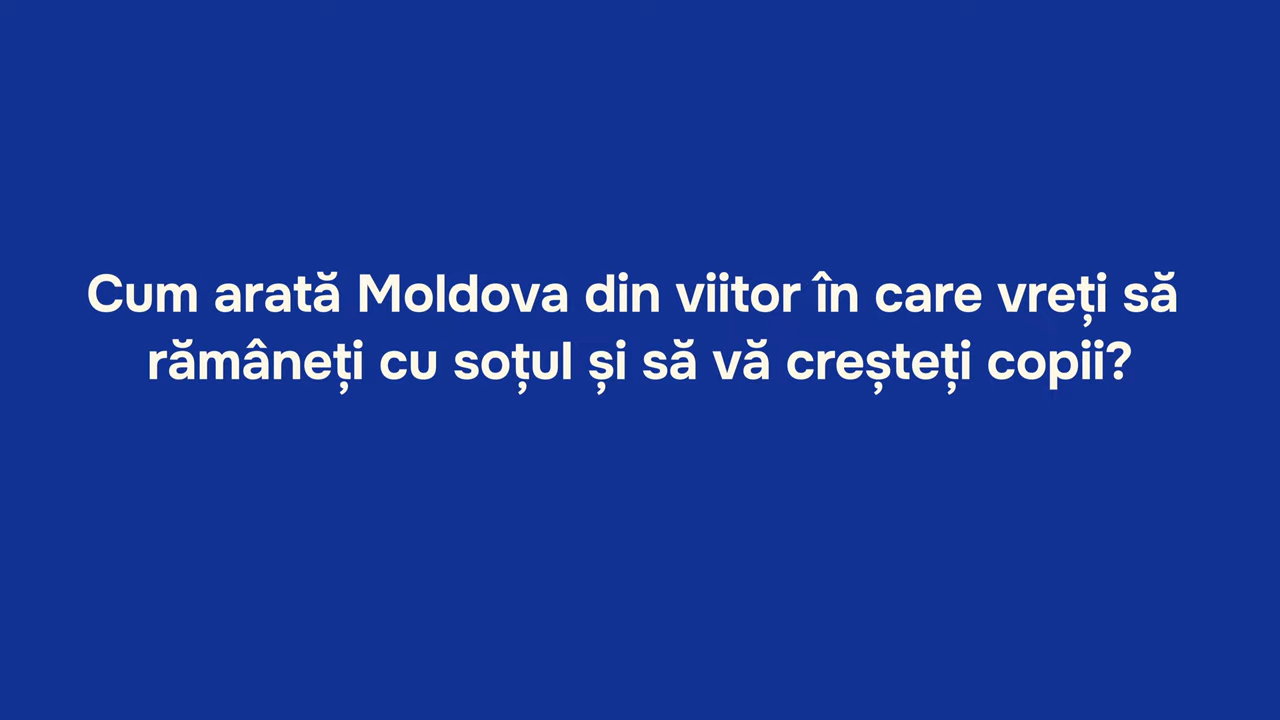 Cum arată Moldova din viitor în care vreți să
rămâneți cu soțul și să vă creșteți copii?